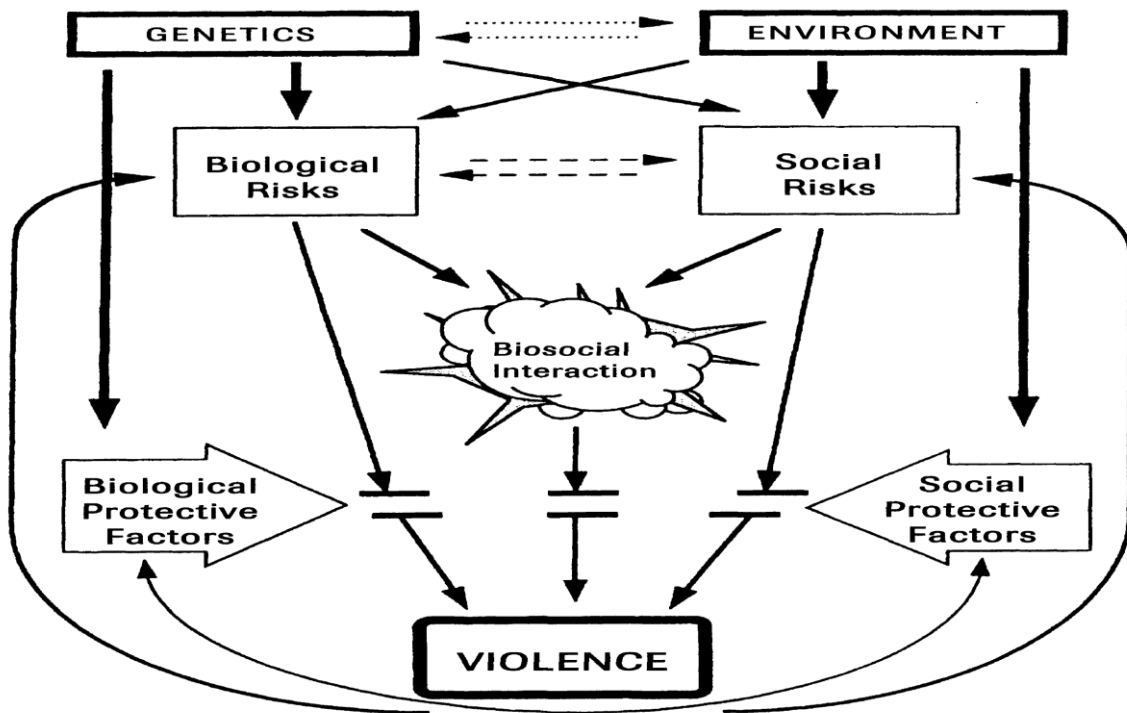 GENETICS
ENVIRONMENT
Biological
Risks
Social
Risks
Biosocial
Interaction
Biological
Protective
Factors
Social
Protective
Factors
VIOLENCE